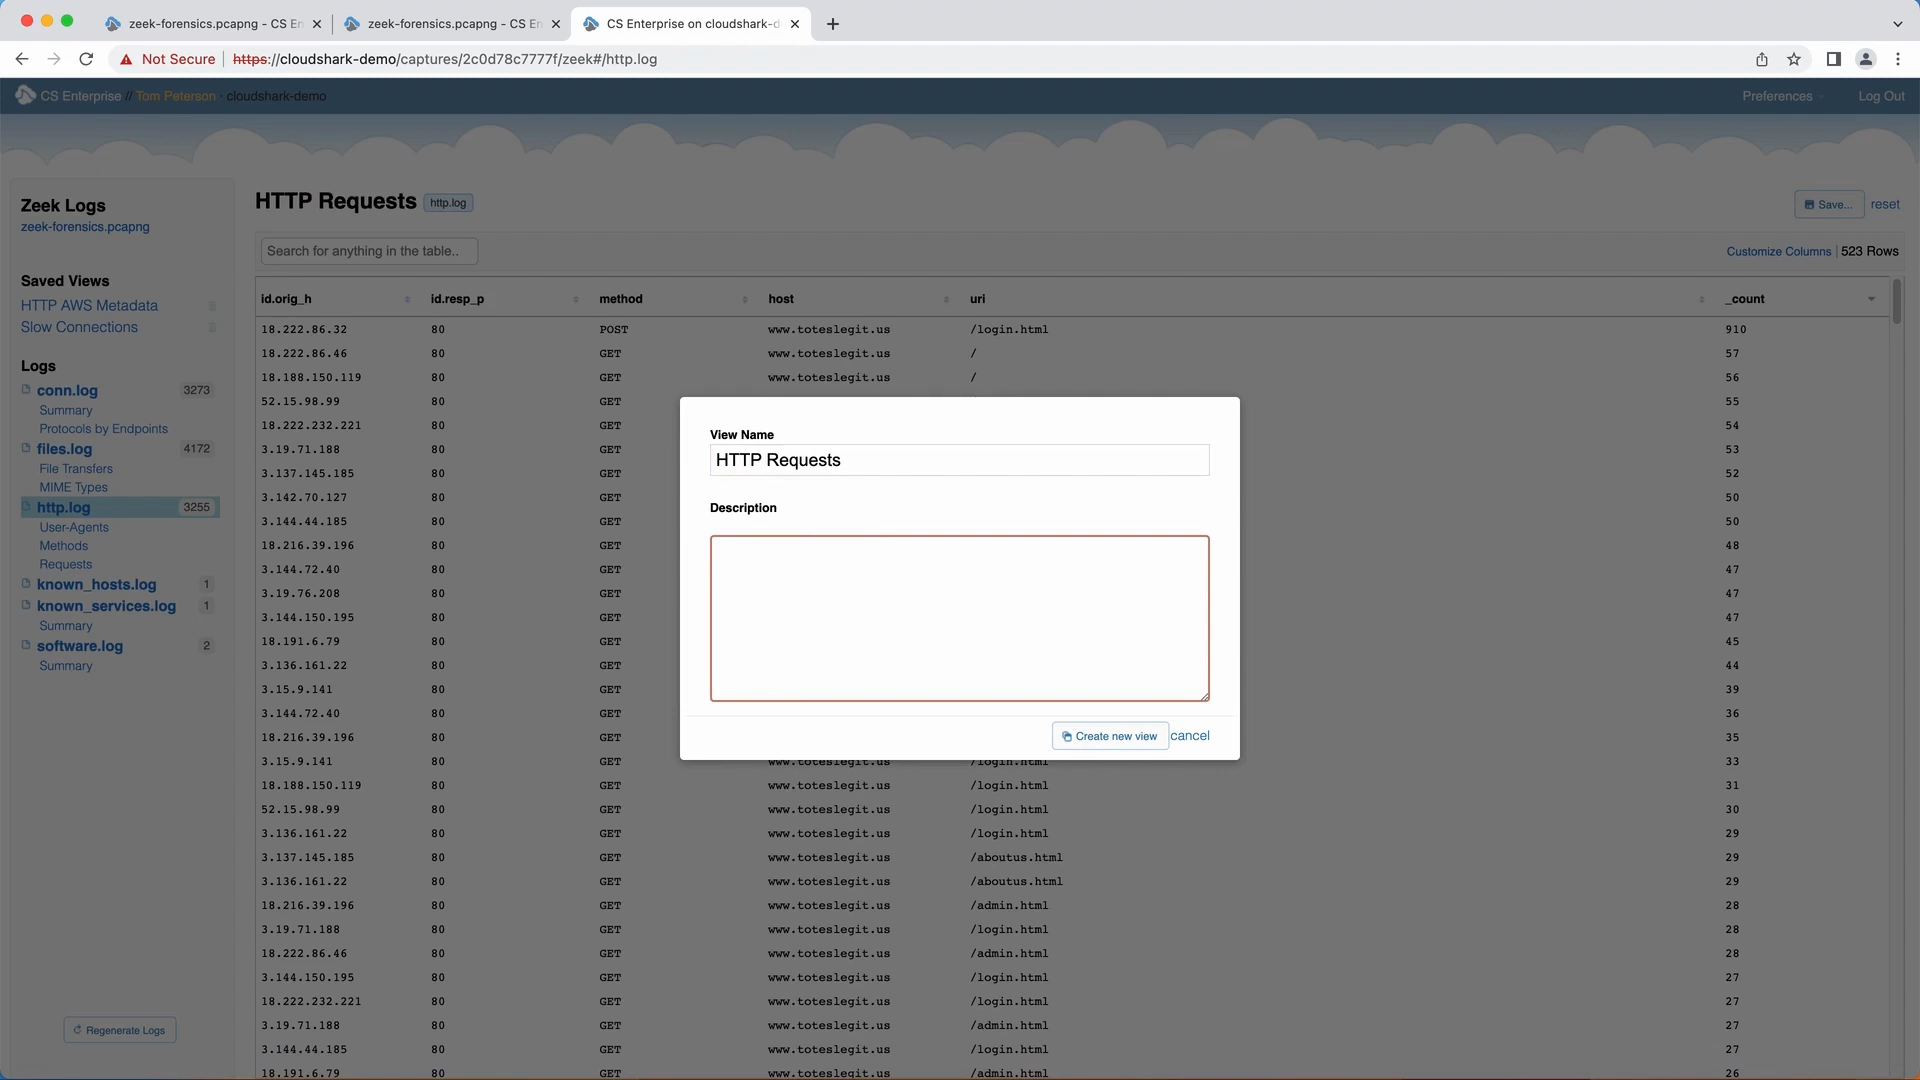 zeek-forensics.pcapng - CS En
zeek-forensics.pcapng - CS En
CS Enterprise on cloudshark-d
Not Secure
https://cloudshark-demo/captures/2c0d78c7777f/zeek#/http.log
CS Enterprise // Tom Peterson · cloudshark-demo
Preferences
Log Out
Zeek Logs
zeek-forensics.pcapng
Saved Views
HTTP AWS Metadata
Slow Connections
Logs
conn.log 3273
Summary
Protocols by Endpoints
files.log 4172
File Transfers
MIME Types
http.log 3255
User-Agents
Methods
Requests
known_hosts.log 1
known_services.log 1
Summary
software.log 2
Summary
Regenerate Logs
HTTP Requests http.log
Save... reset
Search for anything in the table..
Customize Columns | 523 Rows
id.orig_h id.resp_p method host uri _count
18.222.86.32 80 POST www.toteslegit.us /login.html 910
18.222.86.46 80 GET www.toteslegit.us / 57
18.188.150.119 80 GET www.toteslegit.us / 56
52.15.98.99 80 GET 55
18.222.232.221 80 GET 54
3.19.71.188 80 GET 53
3.137.145.185 80 GET 52
3.142.70.127 80 GET 50
3.144.44.185 80 GET 50
18.216.39.196 80 GET 48
3.144.72.40 80 GET 47
3.19.76.208 80 GET 47
3.144.150.195 80 GET 47
18.191.6.79 80 GET 45
3.136.161.22 80 GET 44
3.15.9.141 80 GET 39
3.144.72.40 80 GET 36
18.216.39.196 80 GET 35
3.15.9.141 80 GET www.toteslegit.us /login.html 33
18.188.150.119 80 GET www.toteslegit.us /login.html 31
52.15.98.99 80 GET www.toteslegit.us /login.html 30
3.136.161.22 80 GET www.toteslegit.us /login.html 29
3.137.145.185 80 GET www.toteslegit.us /aboutus.html 29
3.136.161.22 80 GET www.toteslegit.us /aboutus.html 29
18.216.39.196 80 GET www.toteslegit.us /admin.html 28
3.19.71.188 80 GET www.toteslegit.us /login.html 28
18.222.86.46 80 GET www.toteslegit.us /admin.html 28
3.144.150.195 80 GET www.toteslegit.us /login.html 27
18.222.232.221 80 GET www.toteslegit.us /login.html 27
3.19.71.188 80 GET www.toteslegit.us /admin.html 27
3.144.44.185 80 GET www.toteslegit.us /login.html 27
18.191.6.79 80 GET www.toteslegit.us /admin.html 26
View Name
HTTP Requests
Description
Create new view cancel